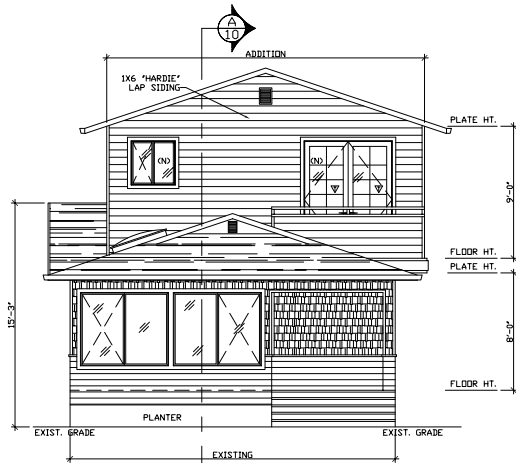 A
10
ADDITION
1X6 "HARDIE"
LAP SIDING
PLATE HT.
(N)
(N)
9'-0"
FLOOR HT.
PLATE HT.
15'-3"
8'-0"
FLOOR HT.
PLANTER
EXIST. GRADE
EXIST. GRADE
EXISTING